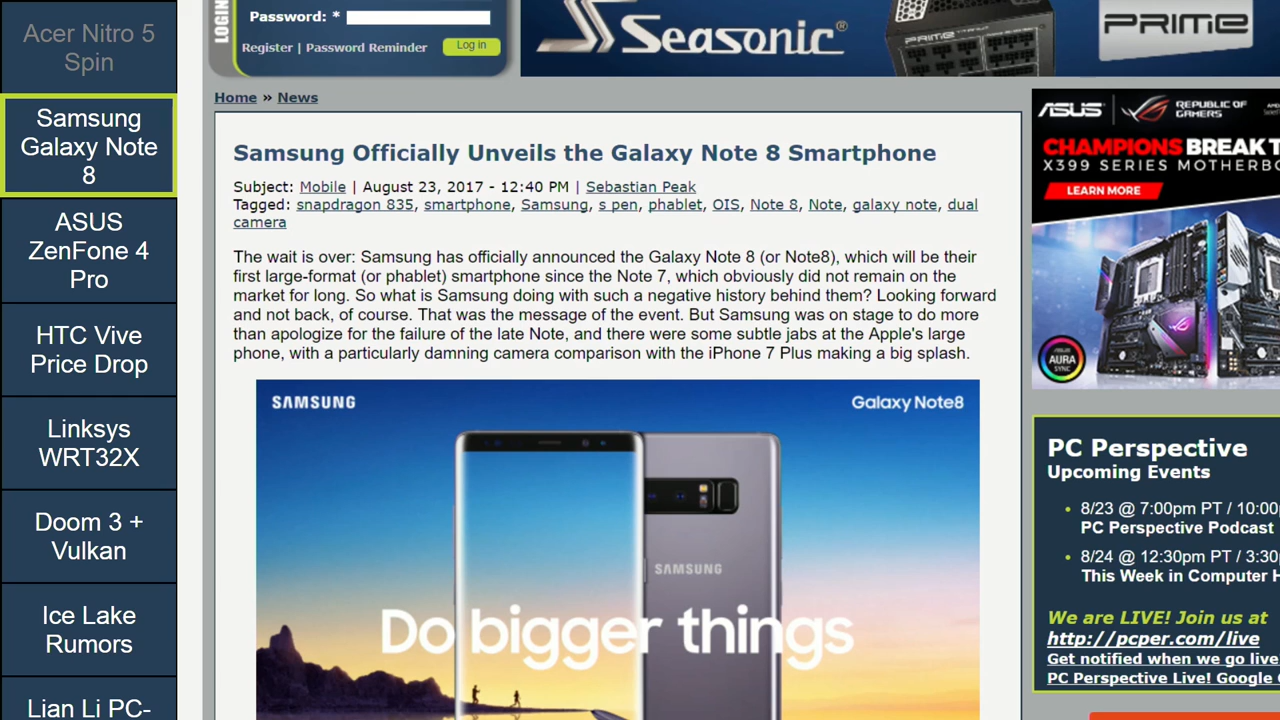 Acer Nitro 5
Spin
Samsung
Galaxy Note
8
ASUS
ZenFone 4
Pro
HTC Vive
Price Drop
Linksys
WRT32X
Doom 3 +
Vulkan
Ice Lake
Rumors
Lian Li PC-
LOGIN
Password: *
Register | Password Reminder
Log in
Seasonic®
PRIME
PRIME
Home » News
Samsung Officially Unveils the Galaxy Note 8 Smartphone
Subject: Mobile | August 23, 2017 - 12:40 PM | Sebastian Peak
Tagged: snapdragon 835, smartphone, Samsung, s pen, phablet, OIS, Note 8, Note, galaxy note, dual
camera
The wait is over: Samsung has officially announced the Galaxy Note 8 (or Note8), which will be their
first large-format (or phablet) smartphone since the Note 7, which obviously did not remain on the
market for long. So what is Samsung doing with such a negative history behind them? Looking forward
and not back, of course. That was the message of the event. But Samsung was on stage to do more
than apologize for the failure of the late Note, and there were some subtle jabs at the Apple's large
phone, with a particularly damning camera comparison with the iPhone 7 Plus making a big splash.
SAMSUNG
Galaxy Note8
SAMSUNG
Do bigger things
ASUS
REPUBLIC OF
GAMERS
CHAMPIONS BREAK T
X399 SERIES MOTHERBO
LEARN MORE
ASUS
AURA
SYNC
PC Perspective
Upcoming Events
8/23 @ 7:00pm PT / 10:00p
PC Perspective Podcast
8/24 @ 12:30pm PT / 3:30p
This Week in Computer H
We are LIVE! Join us at
http://pcper.com/live
Get notified when we go live
PC Perspective Live! Google C